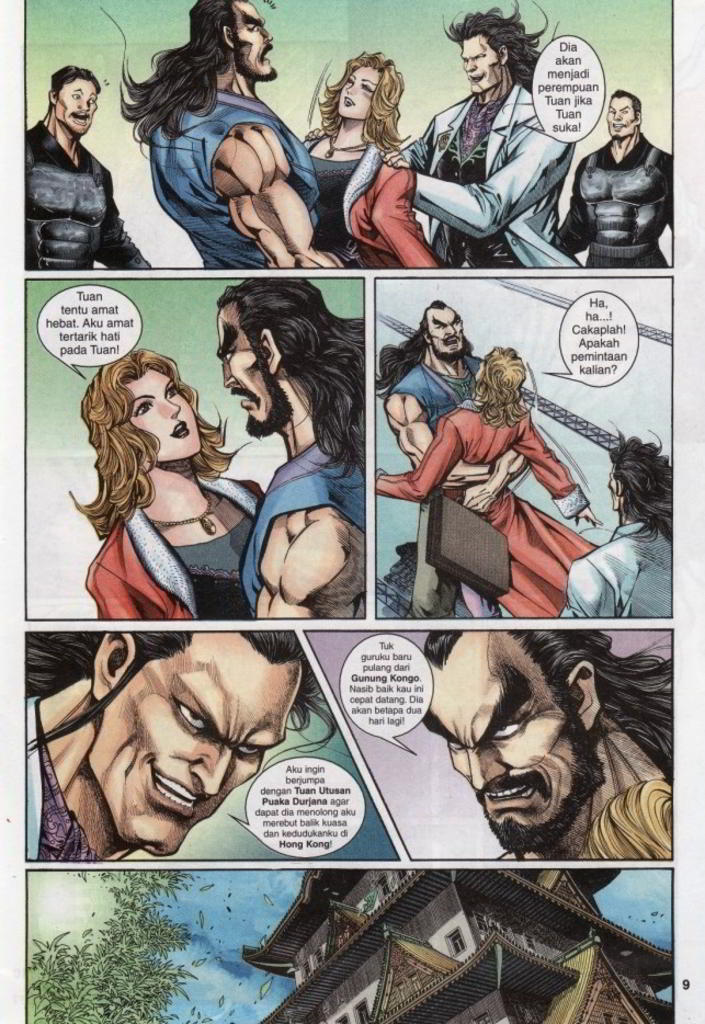 Dia
akan
menjadi
perempuan
Tuan jika
Tuan
suka!
Tuan
tentu amat
hebat. Aku amat
tertarik hati
pada Tuan!
Ha,
ha...!
Cakaplah!
Apakah
pemintaan
kalian?
Aku ingin
berjumpa
dengan Tuan Utusan
Puaka Durjana agar
dapat dia menolong aku
merebut balik kuasa
dan kedudukanku di
Hong Kong!
Tuk
guruku baru
pulang dari
Gunung Kongo.
Nasib baik kau ini
cepat datang. Dia
akan betapa dua
hari lagi!
9